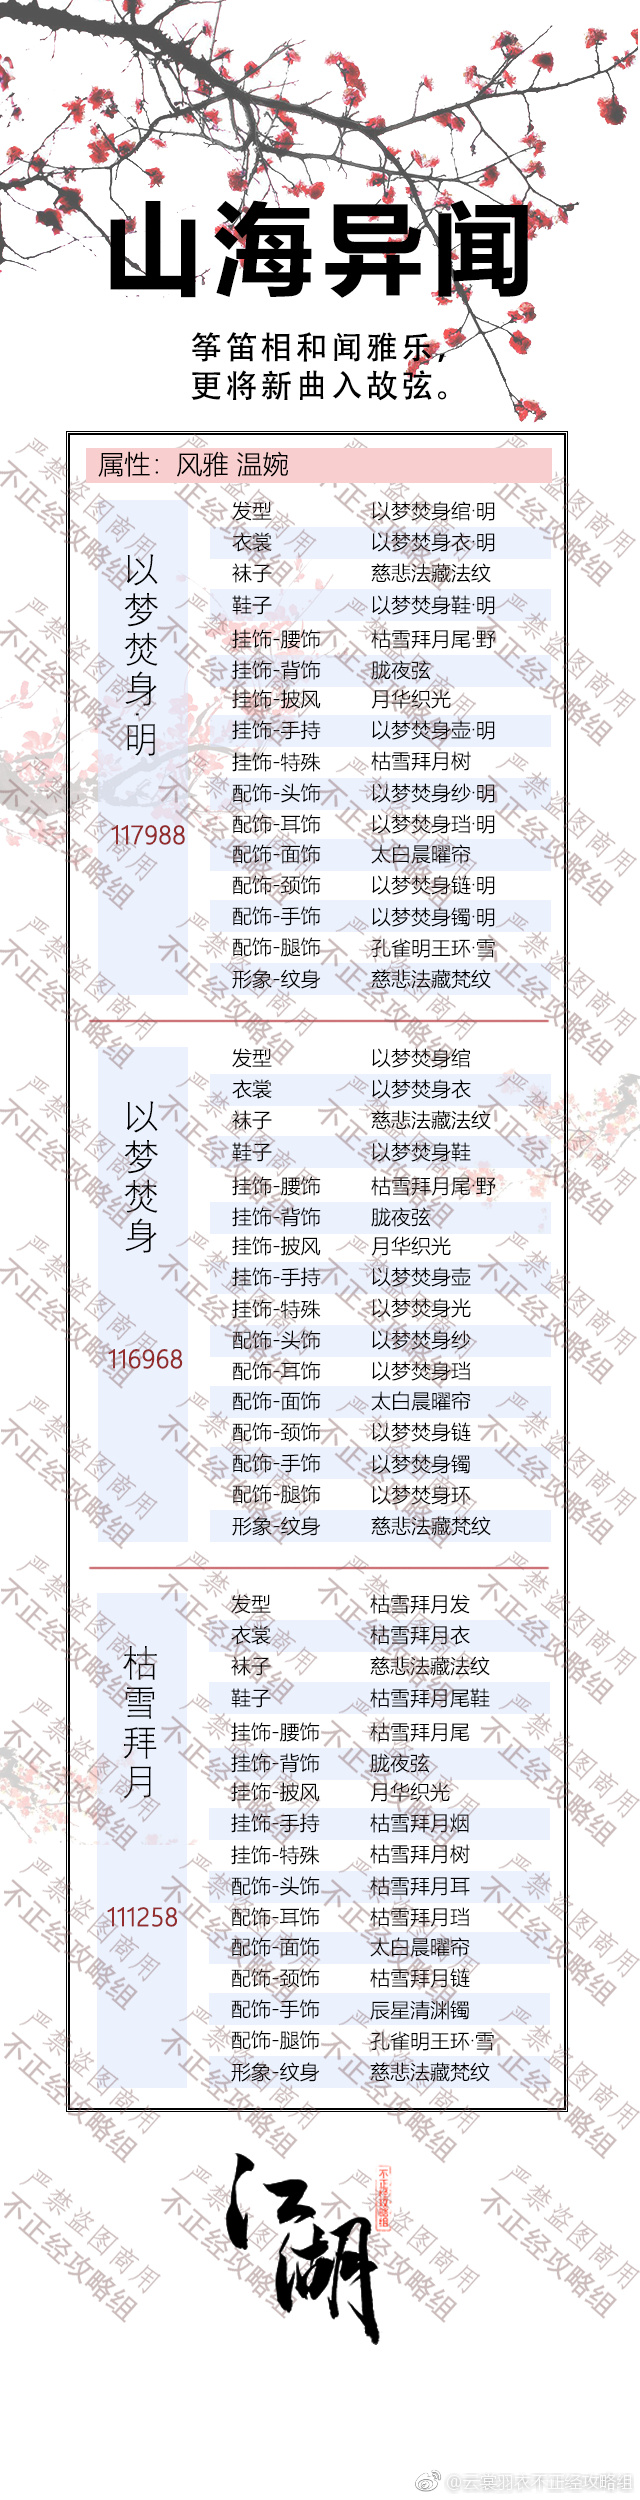 山海异闻
筝笛相和闻雅乐,
更将新曲入故弦。
属性：风雅 温婉
以梦焚身·明
117988
发型 以梦焚身绾·明
衣裳 以梦焚身衣·明
袜子 慈悲法藏法纹
鞋子 以梦焚身鞋·明
挂饰-腰饰 枯雪拜月尾·野
挂饰-背饰 胧夜弦
挂饰-披风 月华织光
挂饰-手持 以梦焚身壶·明
挂饰-特殊 枯雪拜月树
配饰-头饰 以梦焚身纱·明
配饰-耳饰 以梦焚身珰·明
配饰-面饰 太白晨曜帘
配饰-颈饰 以梦焚身链·明
配饰-手饰 以梦焚身镯·明
配饰-腿饰 孔雀明王环·雪
形象-纹身 慈悲法藏梵纹
以梦焚身
116968
发型 以梦焚身绾
衣裳 以梦焚身衣
袜子 慈悲法藏法纹
鞋子 以梦焚身鞋
挂饰-腰饰 枯雪拜月尾·野
挂饰-背饰 胧夜弦
挂饰-披风 月华织光
挂饰-手持 以梦焚身壶
挂饰-特殊 以梦焚身光
配饰-头饰 以梦焚身纱
配饰-耳饰 以梦焚身珰
配饰-面饰 太白晨曜帘
配饰-颈饰 以梦焚身链
配饰-手饰 以梦焚身镯
配饰-腿饰 以梦焚身环
形象-纹身 慈悲法藏梵纹
枯雪拜月
111258
发型 枯雪拜月发
衣裳 枯雪拜月衣
袜子 慈悲法藏法纹
鞋子 枯雪拜月尾鞋
挂饰-腰饰 枯雪拜月尾
挂饰-背饰 胧夜弦
挂饰-披风 月华织光
挂饰-手持 枯雪拜月烟
挂饰-特殊 枯雪拜月树
配饰-头饰 枯雪拜月耳
配饰-耳饰 枯雪拜月珰
配饰-面饰 太白晨曜帘
配饰-颈饰 枯雪拜月链
配饰-手饰 辰星清渊镯
配饰-腿饰 孔雀明王环·雪
形象-纹身 慈悲法藏梵纹
江湖
不正经攻略组
严禁盗图商用
不正经攻略组
@云裳羽衣不正经攻略组